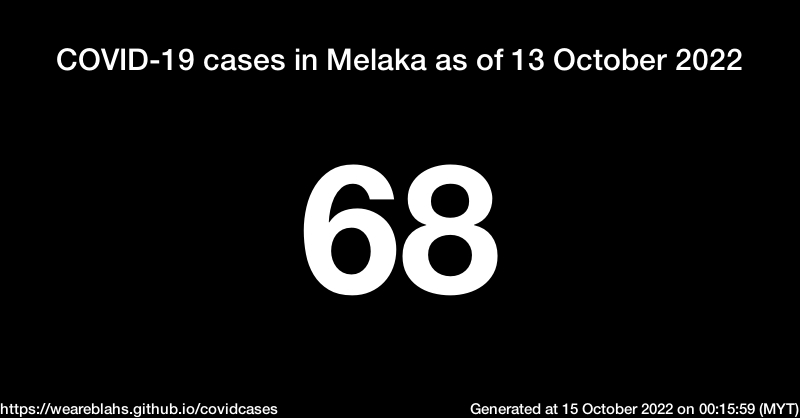 COVID-19 cases in Melaka as of 13 October 2022
68
https://weareblahs.github.io/covidcases
Generated at 15 October 2022 on 00:15:59 (MYT)